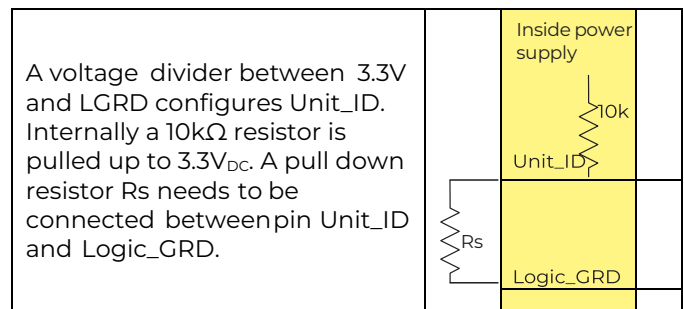 A voltage divider between 3.3V
and LGRD configures Unit_ID.
Internally a 10kΩ resistor is
pulled up to 3.3VDC. A pull down
resistor Rs needs to be
connected betweenpin Unit_ID
and Logic_GRD.
Inside power
supply
10k
Unit_ID
Rs
Logic_GRD